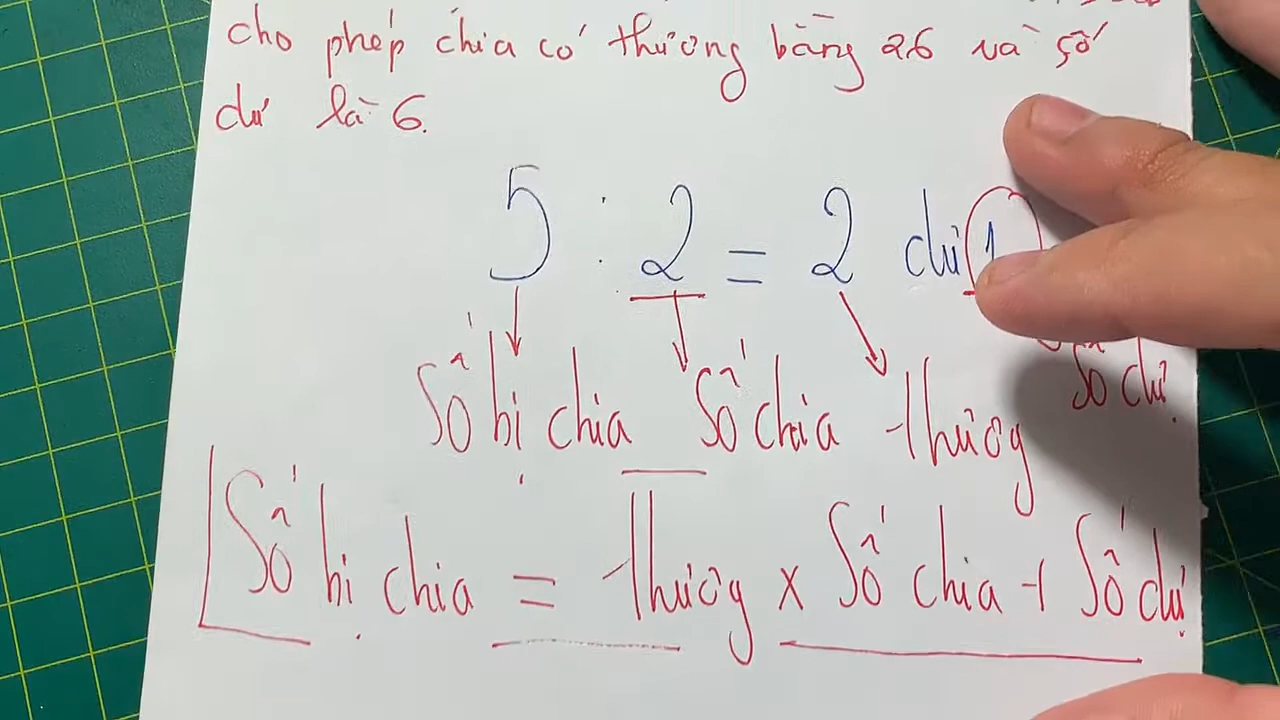 cho phép chia có thương bằng 26 và số
dư là 6.
5 : 2 = 2 dư 1
Số bị chia Số chia Thương Số dư
Số bị chia = Thương x Số chia + Số dư